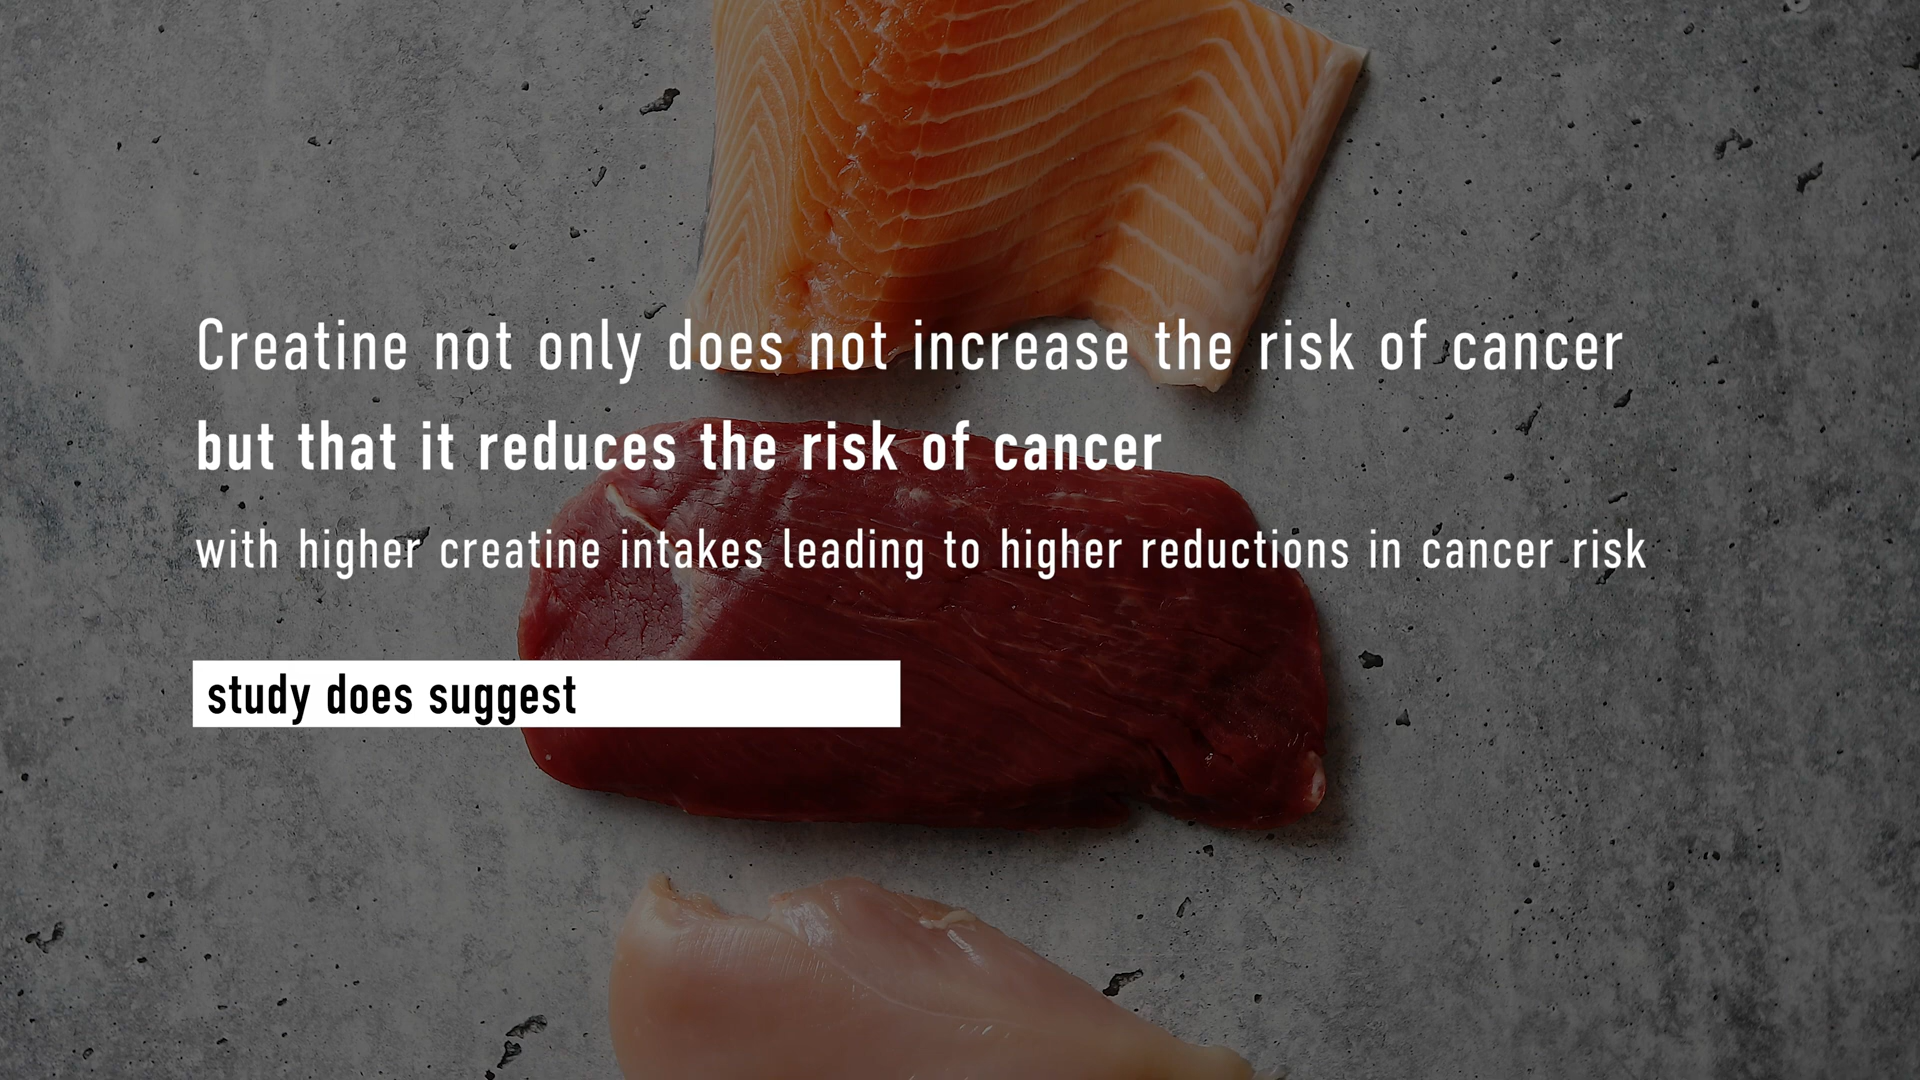 Creatine not only does not increase the risk of cancer
but that it reduces the risk of cancer
with higher creatine intakes leading to higher reductions in cancer risk
study does suggest